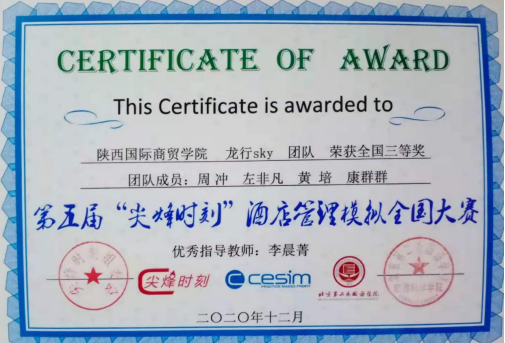 CERTIFICATE OF AWARD
This Certificate is awarded to
陕西国际商贸学院 龙行sky 团队 荣获全国三等奖
团队成员：周 冲 左非凡 黄 培 康群群
第五届“尖烽时刻”酒店管理模拟全国大赛
优秀指导教师：李晨菁
尖烽时刻 cesim
二〇二〇年十二月